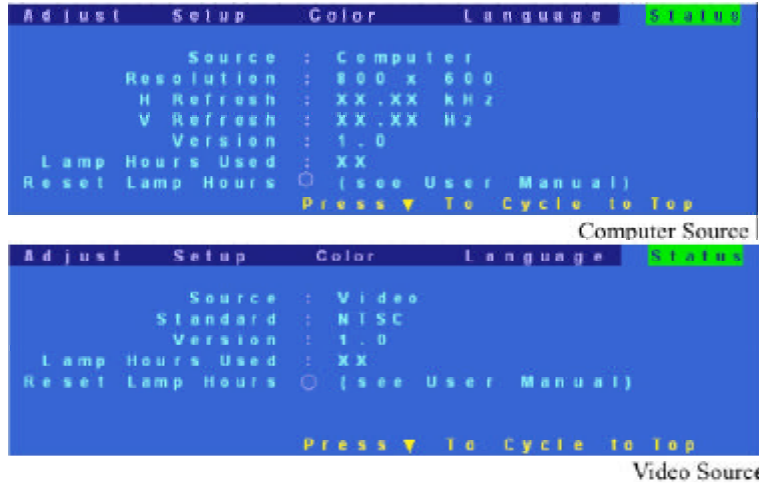 Adjust Setup Color Language Status
Source : Computer
Resolution : 800 x 600
H Refresh : XX.XX kHz
V Refresh : XX.XX Hz
Version : 1.0
Lamp Hours Used : XX
Reset Lamp Hours (see User Manual)
Press ▼ To Cycle to Top
Computer Source
Adjust Setup Color Language Status
Source : Video
Standard : NTSC
Version : 1.0
Lamp Hours Used : XX
Reset Lamp Hours (see User Manual)
Press ▼ To Cycle to Top
Video Source